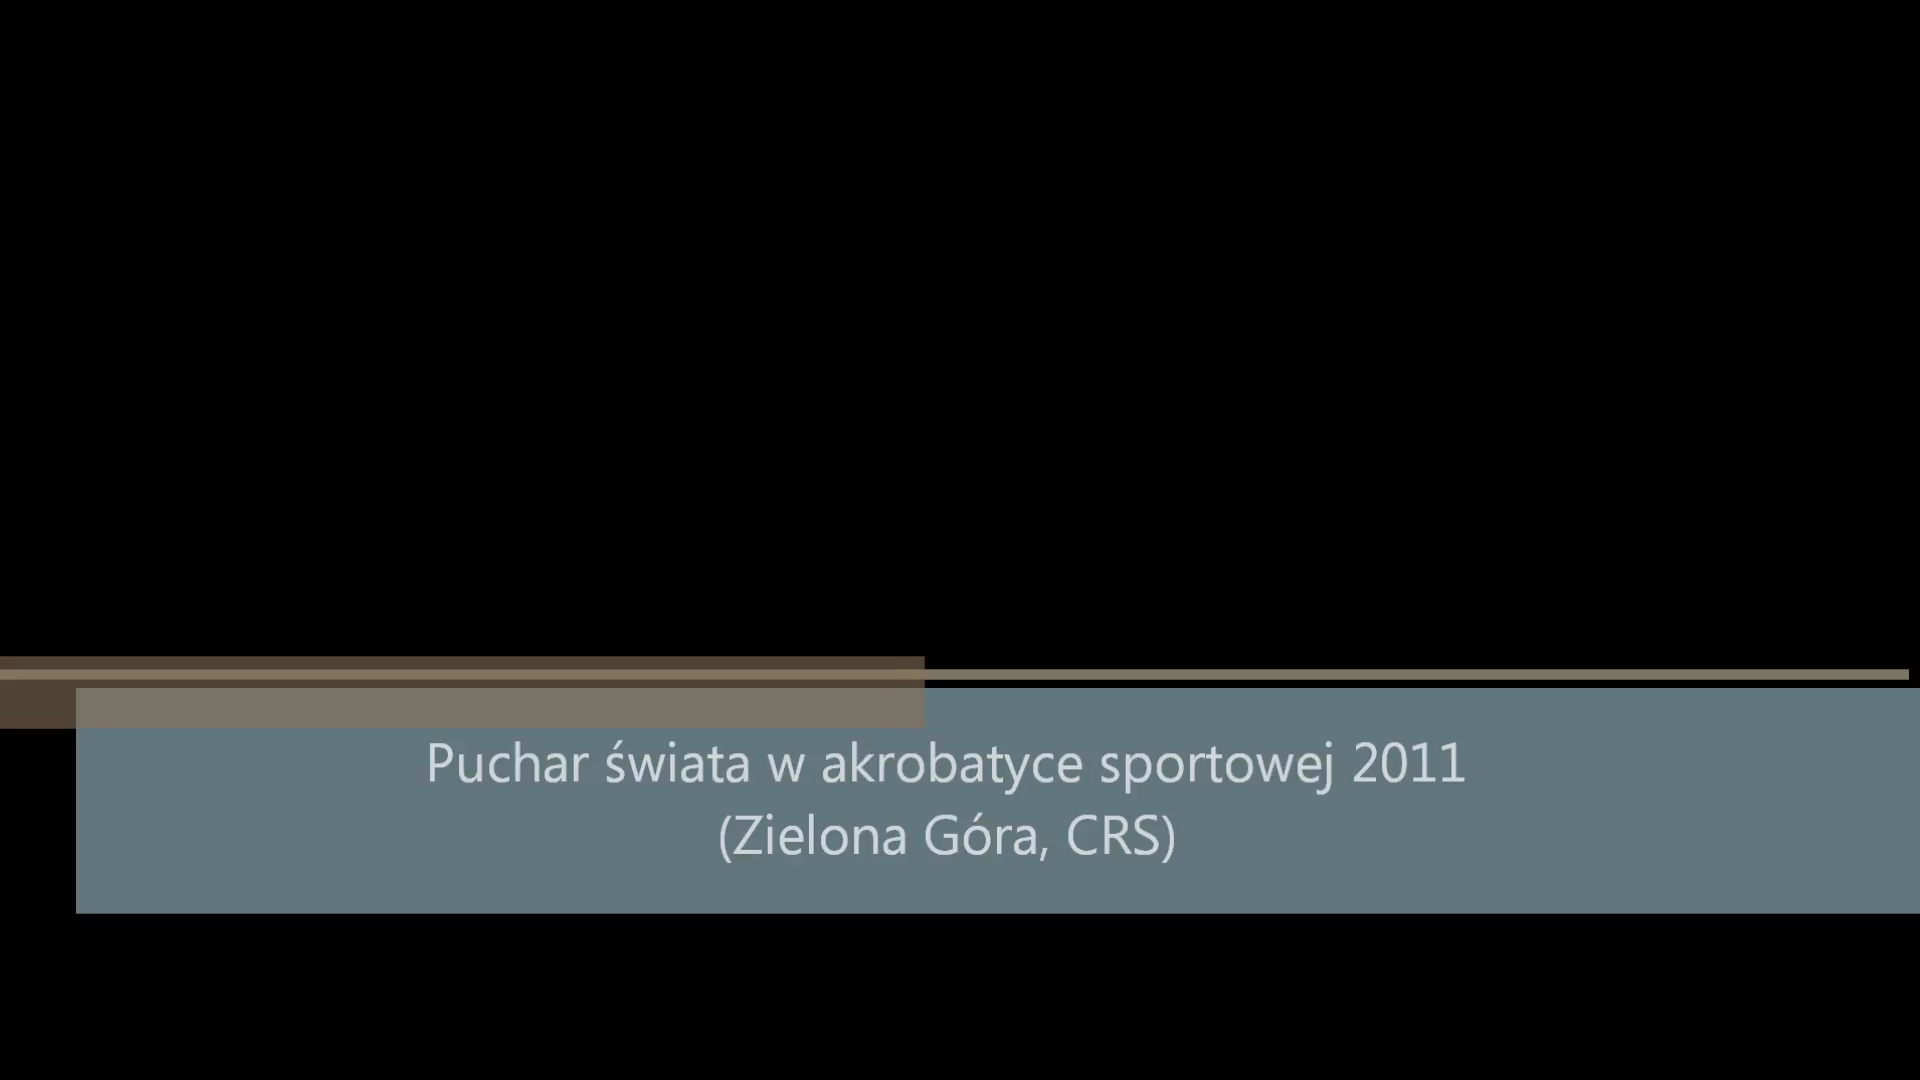 Puchar świata w akrobatyce sportowej 2011
(Zielona Góra, CRS)